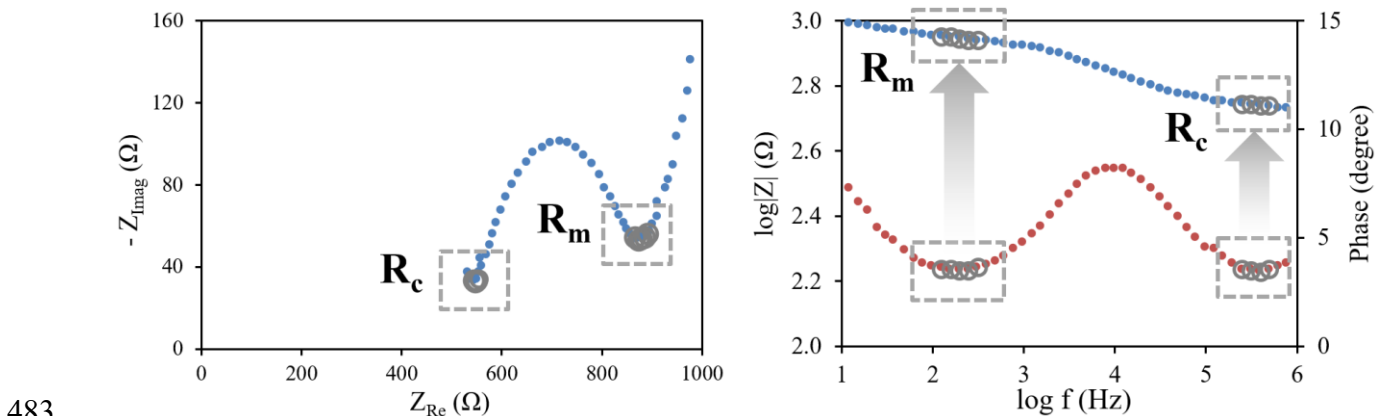 160
120
80
40
0
- Z_Imag (Ω)
R_m
R_c
0 200 400 600 800 1000
Z_Re (Ω)
3.0
2.8
2.6
2.4
2.2
2.0
log|Z| (Ω)
R_m
R_c
15
10
5
0
Phase (degree)
1 2 3 4 5 6
log f (Hz)
483